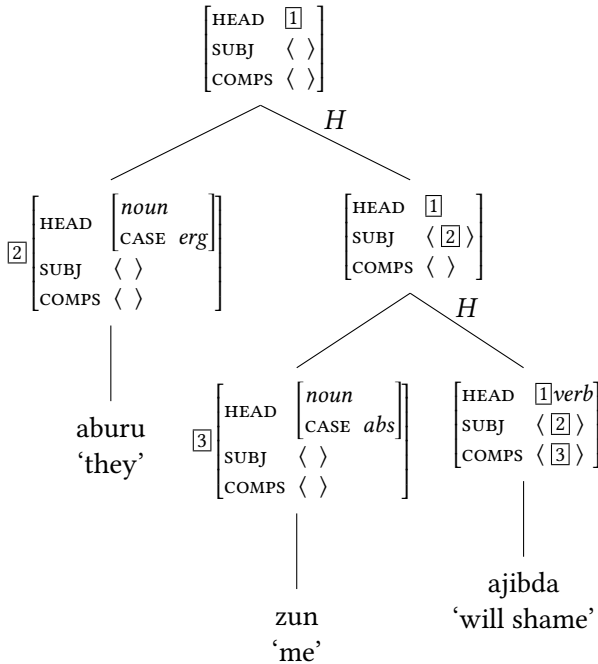 [HEAD 1
SUBJ ⟨ ⟩
COMPS ⟨ ⟩]
H
2 [HEAD [noun
CASE erg]
SUBJ ⟨ ⟩
COMPS ⟨ ⟩]
[HEAD 1
SUBJ ⟨ 2 ⟩
COMPS ⟨ ⟩]
H
aburu
‘they’
3 [HEAD [noun
CASE abs]
SUBJ ⟨ ⟩
COMPS ⟨ ⟩]
[HEAD 1 verb
SUBJ ⟨ 2 ⟩
COMPS ⟨ 3 ⟩]
zun
‘me’
ajibda
‘will shame’